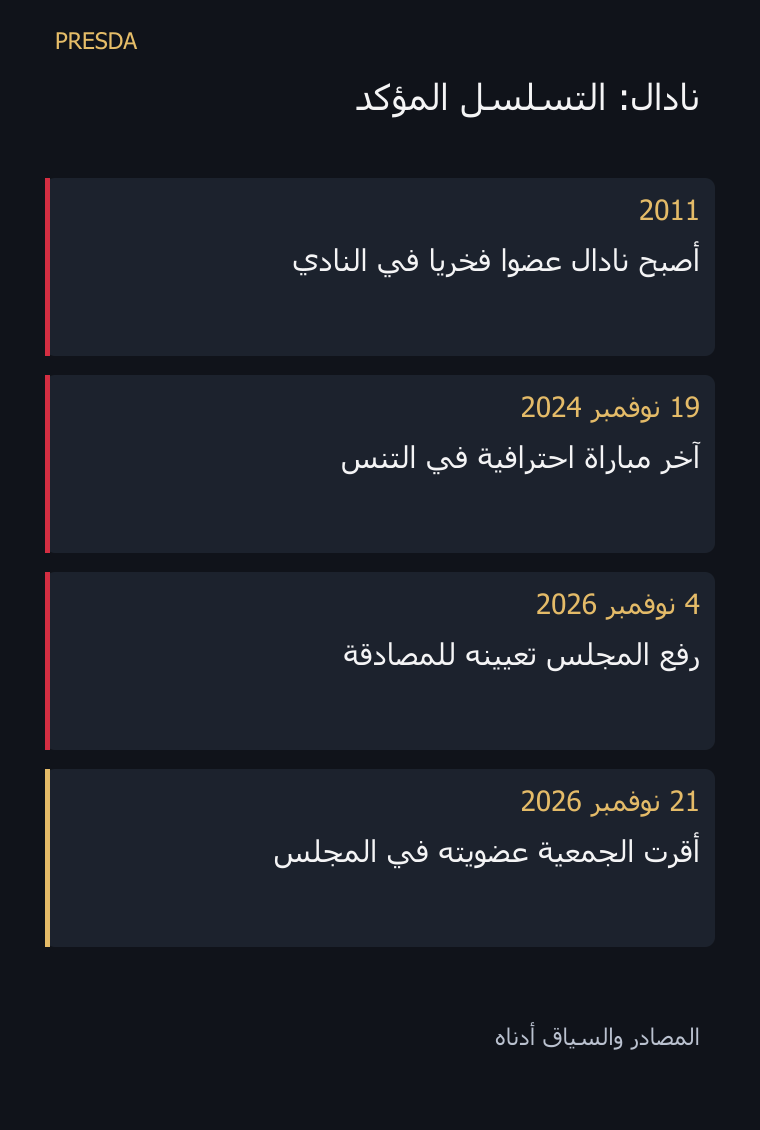 PRESDA
نادال: التسلسل المؤكد
2011
أصبح نادال عضوا فخريا في النادي
19 نوفمبر 2024
آخر مباراة احترافية في التنس
4 نوفمبر 2026
رفع المجلس تعيينه للمصادقة
21 نوفمبر 2026
أقرت الجمعية عضويته في المجلس
المصادر والسياق أدناه